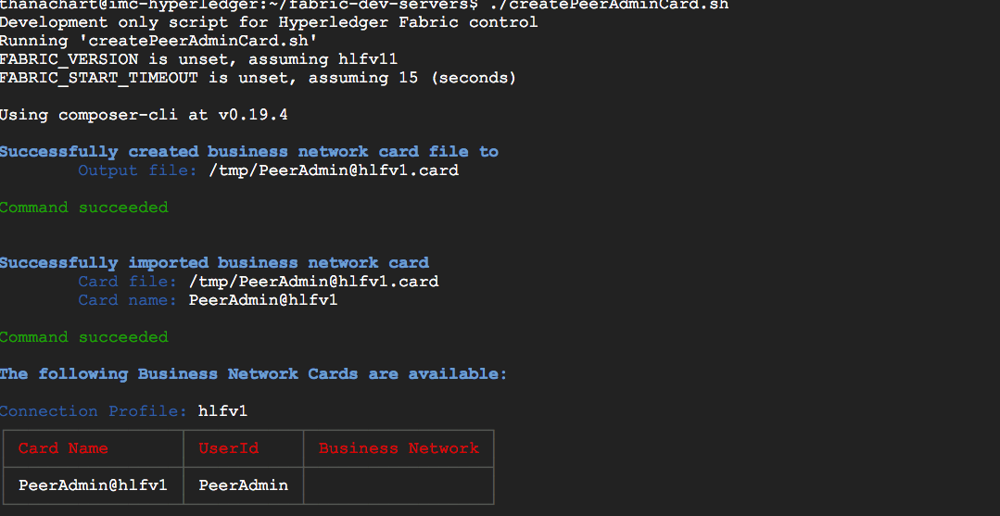 thanachart@imc-hyperledger:~/fabric-dev-servers$ ./createPeerAdminCard.sh
Development only script for Hyperledger Fabric control
Running 'createPeerAdminCard.sh'
FABRIC_VERSION is unset, assuming hlfv11
FABRIC_START_TIMEOUT is unset, assuming 15 (seconds)
Using composer-cli at v0.19.4
Successfully created business network card file to
Output file: /tmp/PeerAdmin@hlfv1.card
Command succeeded
Successfully imported business network card
Card file: /tmp/PeerAdmin@hlfv1.card
Card name: PeerAdmin@hlfv1
Command succeeded
The following Business Network Cards are available:
Connection Profile: hlfv1
Card Name UserId Business Network
PeerAdmin@hlfv1 PeerAdmin